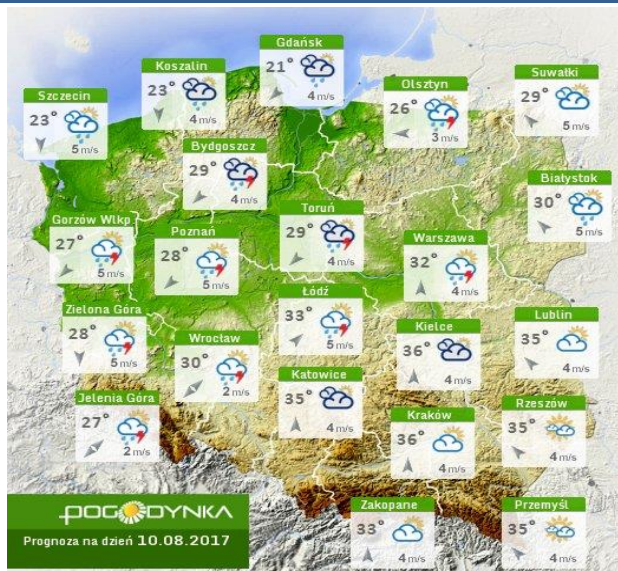 Gdańsk
21°
4 m/s
Koszalin
23°
4 m/s
Suwałki
29°
5 m/s
Olsztyn
26°
3 m/s
Szczecin
23°
5 m/s
Bydgoszcz
29°
4 m/s
Białystok
30°
5 m/s
Toruń
29°
4 m/s
Gorzów Wlkp
27°
5 m/s
Poznań
28°
5 m/s
Warszawa
32°
4 m/s
Łódź
33°
5 m/s
Zielona Góra
28°
5 m/s
Lublin
35°
4 m/s
Kielce
36°
4 m/s
Wrocław
30°
2 m/s
Katowice
35°
4 m/s
Jelenia Góra
27°
2 m/s
Rzeszów
35°
4 m/s
Kraków
36°
4 m/s
Zakopane
33°
4 m/s
Przemyśl
35°
4 m/s
POGODYNKA
Prognoza na dzień 10.08.2017